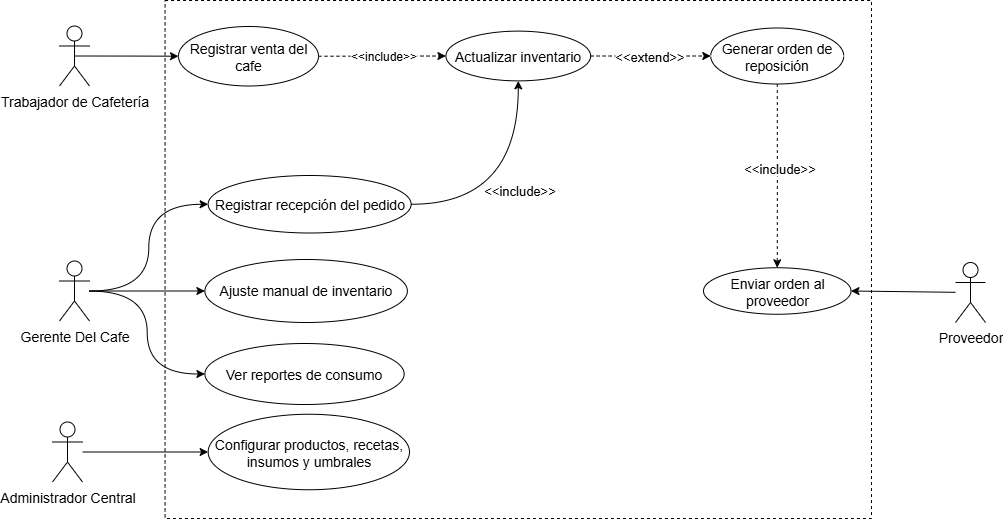 Registrar venta del
cafe
<<include>>
Actualizar inventario
<<extend>>
Generar orden de
reposición
Trabajador de Cafetería
<<include>>
<<include>>
Registrar recepción del pedido
Ajuste manual de inventario
Enviar orden al
proveedor
Gerente Del Cafe
Proveedor
Ver reportes de consumo
Configurar productos, recetas,
insumos y umbrales
Administrador Central